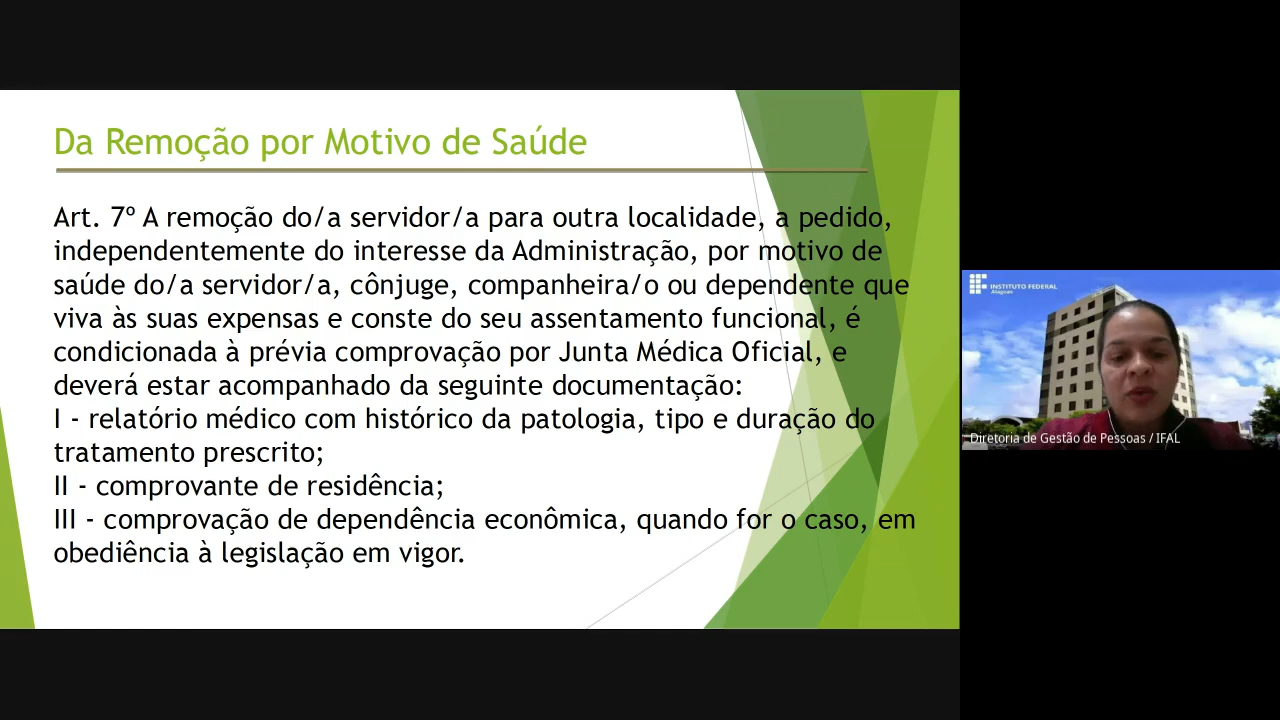 Da Remoção por Motivo de Saúde
Art. 7º A remoção do/a servidor/a para outra localidade, a pedido,
independentemente do interesse da Administração, por motivo de
saúde do/a servidor/a, cônjuge, companheira/o ou dependente que
viva às suas expensas e conste do seu assentamento funcional, é
condicionada à prévia comprovação por Junta Médica Oficial, e
deverá estar acompanhado da seguinte documentação:
I - relatório médico com histórico da patologia, tipo e duração do
tratamento prescrito;
II - comprovante de residência;
III - comprovação de dependência econômica, quando for o caso, em
obediência à legislação em vigor.
INSTITUTO FEDERAL
Alagoas
Diretoria de Gestão de Pessoas / IFAL